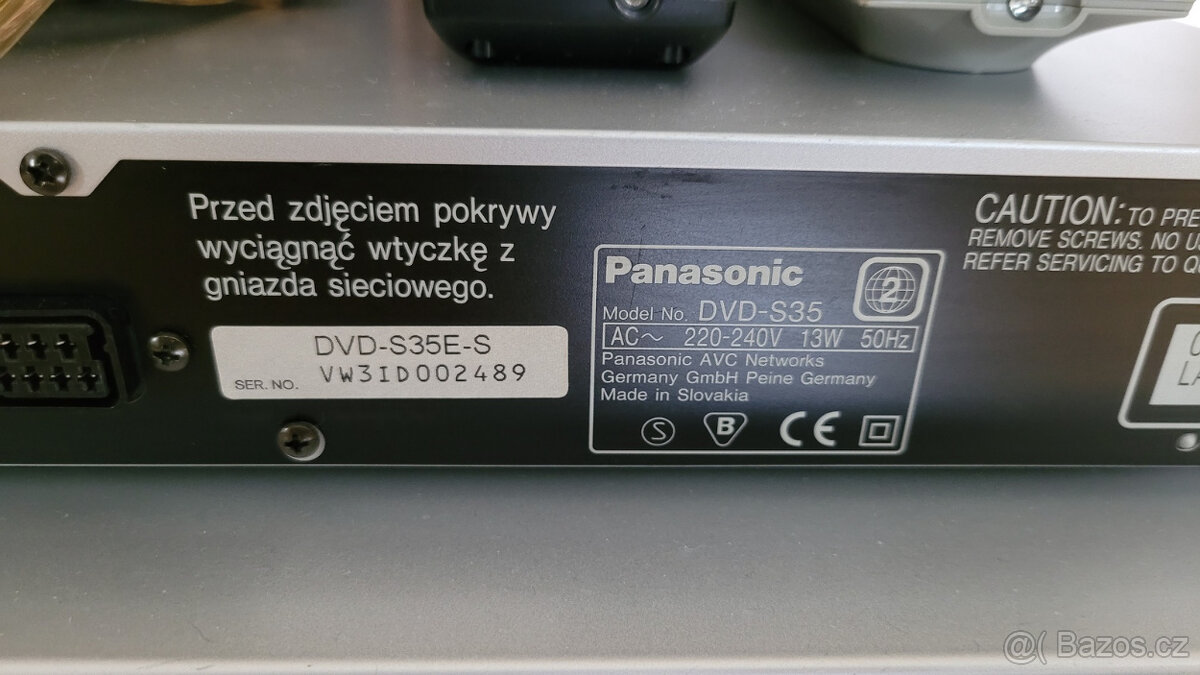 Przed zdjęciem pokrywy
wyciągnąć wtyczkę z
gniazda sieciowego.
DVD-S35E-S
SER. NO. VW3ID002489
Panasonic
2
Model No. DVD-S35
AC~ 220-240V 13W 50Hz
Panasonic AVC Networks
Germany GmbH Peine Germany
Made in Slovakia
S B CE
CAUTION: TO PRE
REMOVE SCREWS. NO U
REFER SERVICING TO Q
C
LA
Bazos.cz